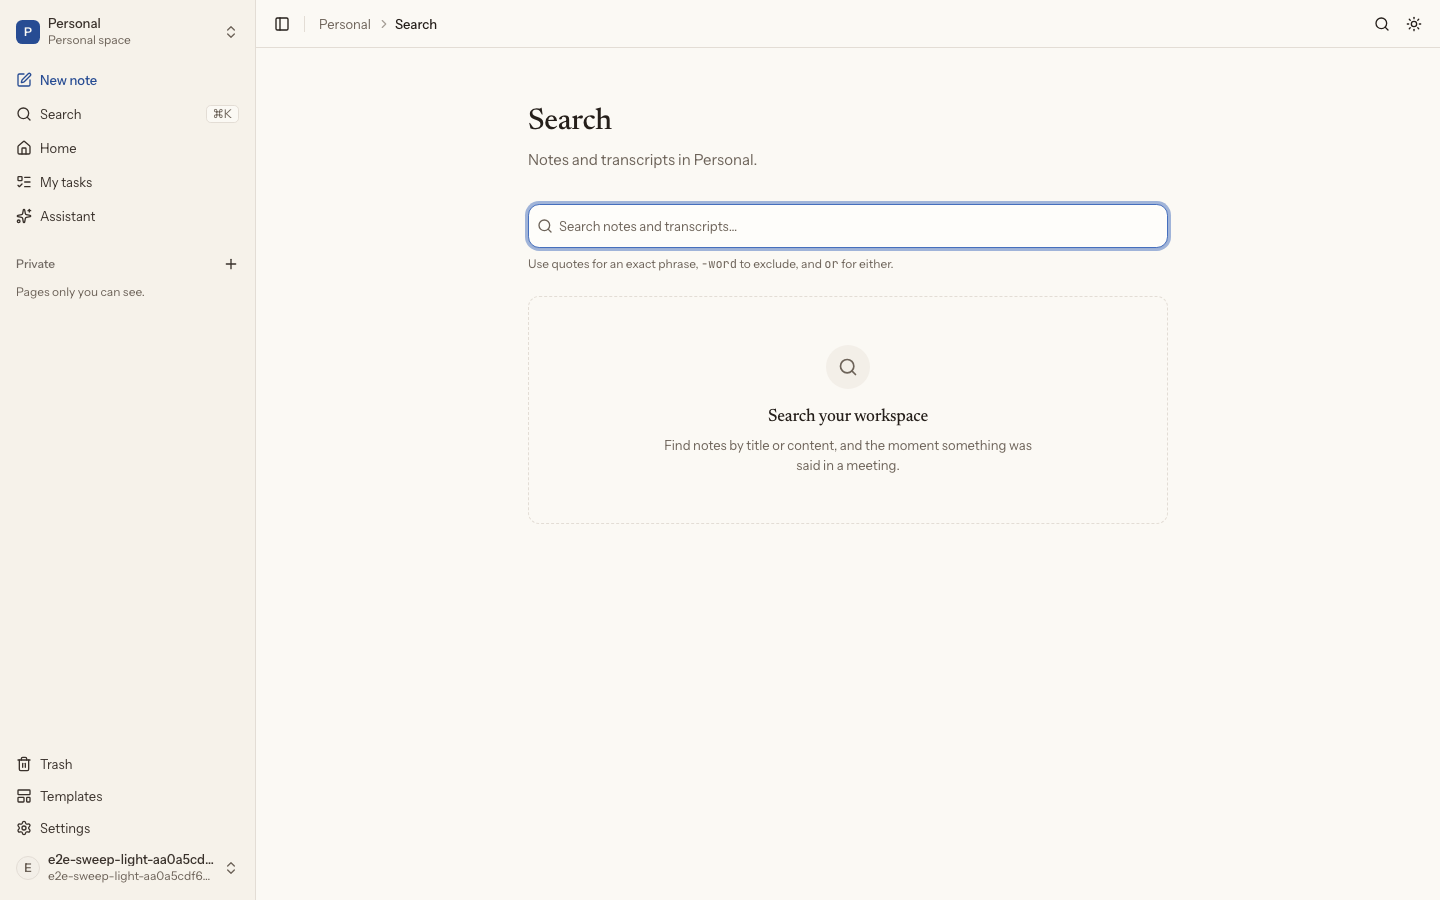 P
Personal
Personal space
New note
Search
⌘K
Home
My tasks
Assistant
Private
Pages only you can see.
Trash
Templates
Settings
E
e2e-sweep-light-aa0a5cd...
e2e-sweep-light-aa0a5cdf6...
Personal
Search
Search
Notes and transcripts in Personal.
Search notes and transcripts...
Use quotes for an exact phrase, -word to exclude, and or for either.
Search your workspace
Find notes by title or content, and the moment something was
said in a meeting.